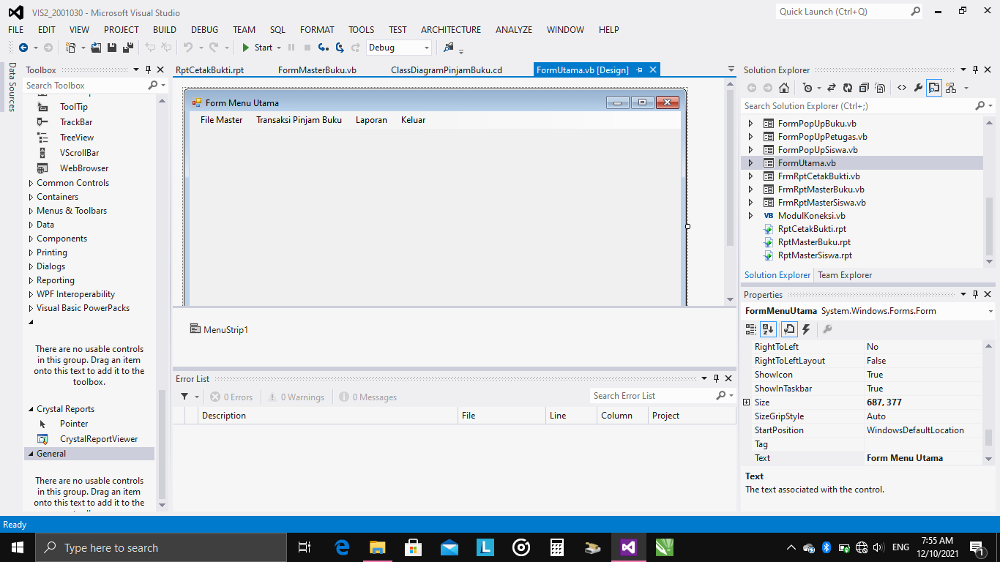 VIS2_2001030 - Microsoft Visual Studio
Quick Launch (Ctrl+Q)
FILE EDIT VIEW PROJECT BUILD DEBUG TEAM SQL FORMAT TOOLS TEST ARCHITECTURE ANALYZE WINDOW HELP
Start Debug
Data Sources
Toolbox
Search Toolbox
ToolTip
TrackBar
TreeView
VScrollBar
WebBrowser
Common Controls
Containers
Menus & Toolbars
Data
Components
Printing
Dialogs
Reporting
WPF Interoperability
Visual Basic PowerPacks
There are no usable controls
in this group. Drag an item
onto this text to add it to the
toolbox.
Crystal Reports
Pointer
CrystalReportViewer
General
There are no usable controls
in this group. Drag an item
onto this text to add it to the
RptCetakBukti.rpt FormMasterBuku.vb ClassDiagramPinjamBuku.cd FormUtama.vb [Design]
Form Menu Utama
File Master Transaksi Pinjam Buku Laporan Keluar
MenuStrip1
Error List
0 Errors 0 Warnings 0 Messages Search Error List
Description File Line Column Project
Solution Explorer
Search Solution Explorer (Ctrl+;)
FormPopUpBuku.vb
FormPopUpPetugas.vb
FormPopUpSiswa.vb
FormUtama.vb
FrmRptCetakBukti.vb
FrmRptMasterBuku.vb
FrmRptMasterSiswa.vb
VB ModulKoneksi.vb
RptCetakBukti.rpt
RptMasterBuku.rpt
RptMasterSiswa.rpt
Solution Explorer Team Explorer
Properties
FormMenuUtama System.Windows.Forms.Form
RightToLeft No
RightToLeftLayout False
ShowIcon True
ShowInTaskbar True
Size 687, 377
SizeGripStyle Auto
StartPosition WindowsDefaultLocation
Tag
Text Form Menu Utama
Text
The text associated with the control.
Ready
Type here to search
L
ENG
7:55 AM
12/10/2021
1